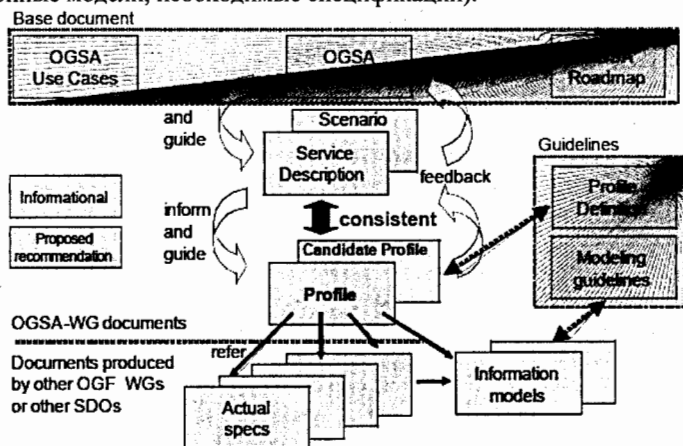 Base document
OGSA
Use Cases
OGSA
Roadmap
and
guide
Scenario
Service
Description
feedback
Guidelines
Profile
Definition
Modeling
guidelines
Informational
Proposed
recommendation
inform
and
guide
consistent
Candidate Profile
Profile
OGSA-WG documents
Documents produced
by other OGF WGs
or other SDOs
refer
Actual
specs
Information
models